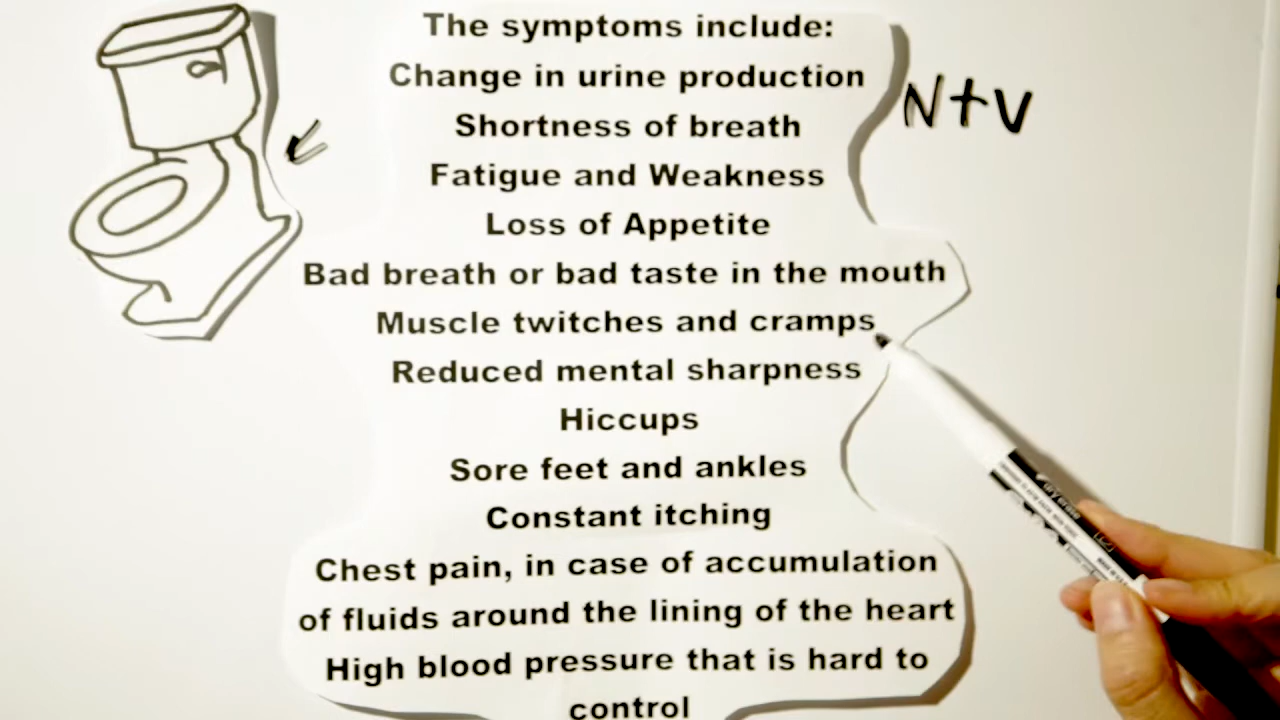 The symptoms include:
Change in urine production
N+V
Shortness of breath
Fatigue and Weakness
Loss of Appetite
Bad breath or bad taste in the mouth
Muscle twitches and cramps
Reduced mental sharpness
Hiccups
Sore feet and ankles
Constant itching
Chest pain, in case of accumulation
of fluids around the lining of the heart
High blood pressure that is hard to
control